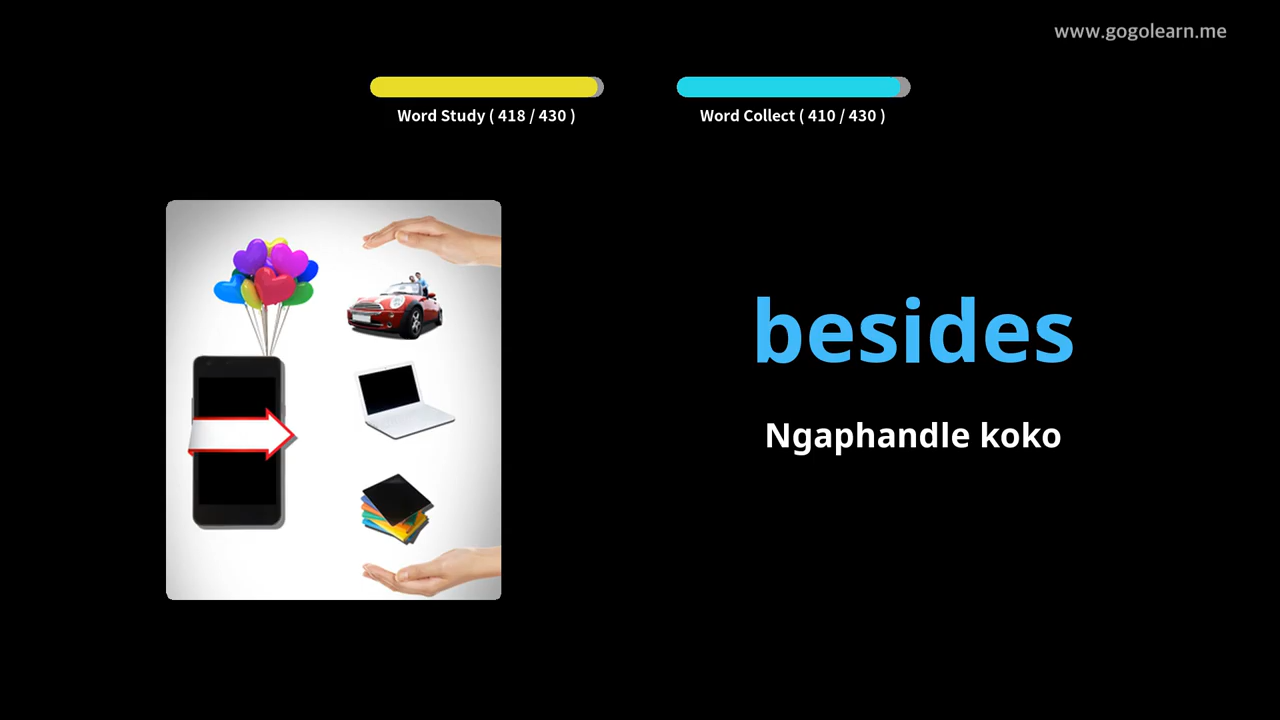 www.gogolearn.me
Word Study ( 418 / 430 )
Word Collect ( 410 / 430 )
besides
Ngaphandle koko